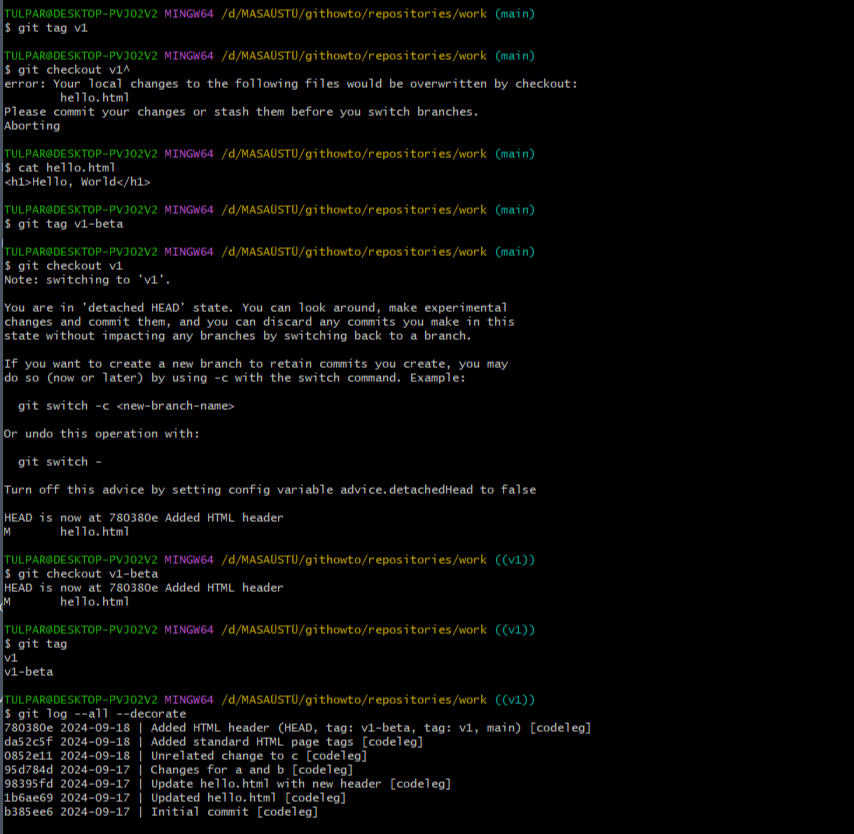 TULPAR@DESKTOP-PVJO2V2 MINGW64 /d/MASAÜSTÜ/githowto/repositories/work (main)
$ git tag v1
TULPAR@DESKTOP-PVJO2V2 MINGW64 /d/MASAÜSTÜ/githowto/repositories/work (main)
$ git checkout v1^
error: Your local changes to the following files would be overwritten by checkout:
hello.html
Please commit your changes or stash them before you switch branches.
Aborting
TULPAR@DESKTOP-PVJO2V2 MINGW64 /d/MASAÜSTÜ/githowto/repositories/work (main)
$ cat hello.html
<h1>Hello, World</h1>
TULPAR@DESKTOP-PVJO2V2 MINGW64 /d/MASAÜSTÜ/githowto/repositories/work (main)
$ git tag v1-beta
TULPAR@DESKTOP-PVJO2V2 MINGW64 /d/MASAÜSTÜ/githowto/repositories/work (main)
$ git checkout v1
Note: switching to 'v1'.
You are in 'detached HEAD' state. You can look around, make experimental
changes and commit them, and you can discard any commits you make in this
state without impacting any branches by switching back to a branch.
If you want to create a new branch to retain commits you create, you may
do so (now or later) by using -c with the switch command. Example:
git switch -c <new-branch-name>
Or undo this operation with:
git switch -
Turn off this advice by setting config variable advice.detachedHead to false
HEAD is now at 780380e Added HTML header
M       hello.html
TULPAR@DESKTOP-PVJO2V2 MINGW64 /d/MASAÜSTÜ/githowto/repositories/work ((v1))
$ git checkout v1-beta
HEAD is now at 780380e Added HTML header
M       hello.html
TULPAR@DESKTOP-PVJO2V2 MINGW64 /d/MASAÜSTÜ/githowto/repositories/work ((v1))
$ git tag
v1
v1-beta
TULPAR@DESKTOP-PVJO2V2 MINGW64 /d/MASAÜSTÜ/githowto/repositories/work ((v1))
$ git log --all --decorate
780380e 2024-09-18 | Added HTML header (HEAD, tag: v1-beta, tag: v1, main) [codeleg]
da52c5f 2024-09-18 | Added standard HTML page tags [codeleg]
0852e11 2024-09-18 | Unrelated change to c [codeleg]
95d784d 2024-09-17 | Changes for a and b [codeleg]
98395fd 2024-09-17 | Update hello.html with new header [codeleg]
1b6ae69 2024-09-17 | Updated hello.html [codeleg]
b385ee6 2024-09-17 | Initial commit [codeleg]